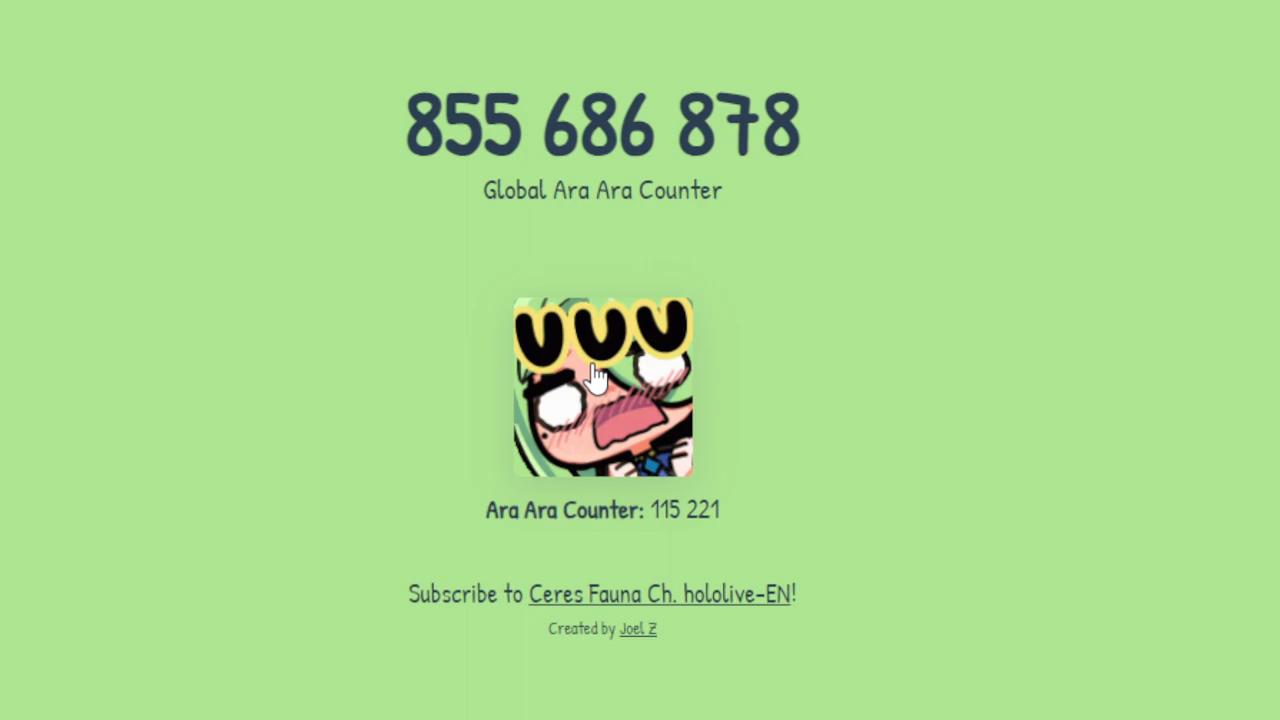 855 686 878
Global Ara Ara Counter
UUU
Ara Ara Counter: 115 221
Subscribe to Ceres Fauna Ch. hololive-EN!
Created by Joel Z